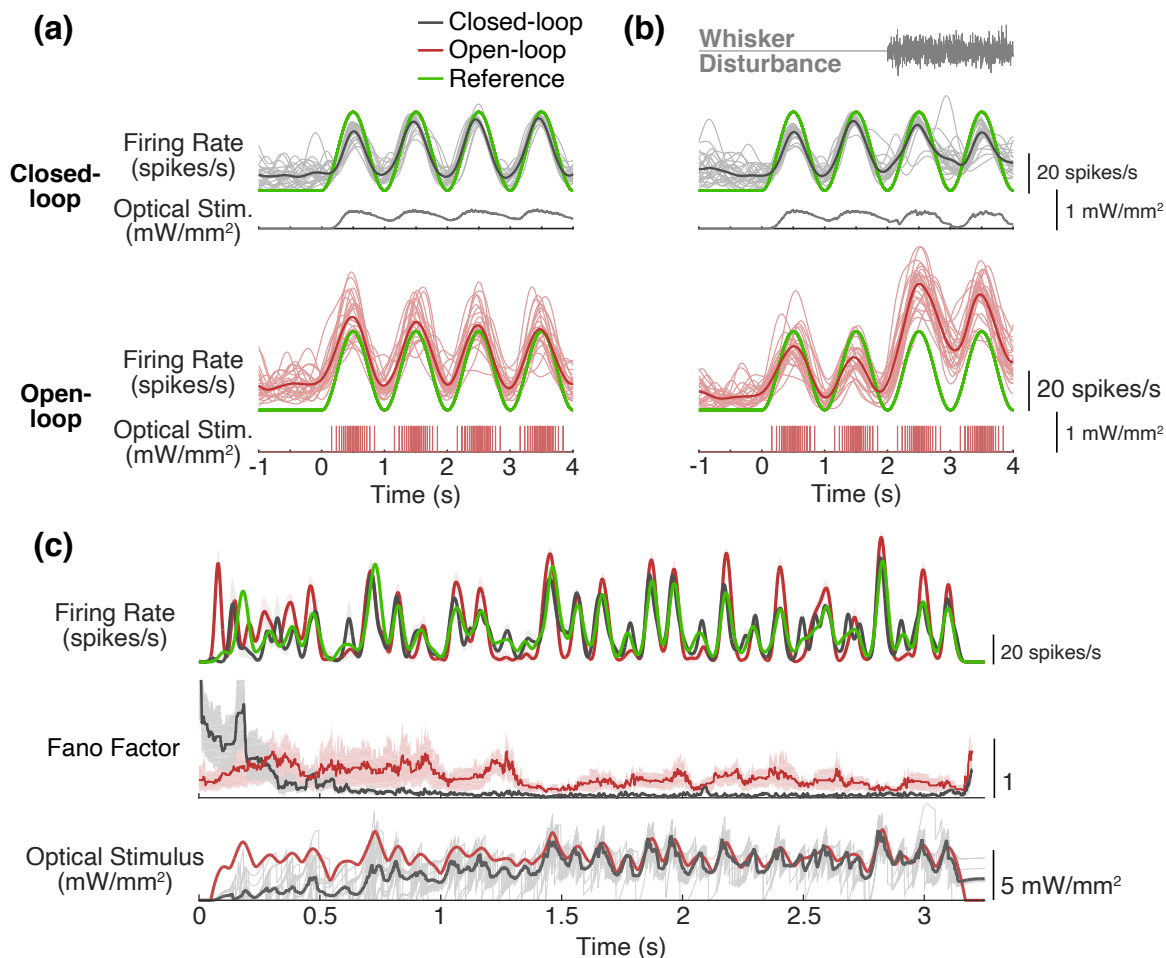 (a)
Closed-loop
Open-loop
Reference
(b)
Whisker
Disturbance
Closed-
loop
Firing Rate
(spikes/s)
Optical Stim.
(mW/mm²)
20 spikes/s
1 mW/mm²
Open-
loop
Firing Rate
(spikes/s)
Optical Stim.
(mW/mm²)
20 spikes/s
1 mW/mm²
-1 0 1 2 3 4
Time (s)
-1 0 1 2 3 4
Time (s)
(c)
Firing Rate
(spikes/s)
20 spikes/s
Fano Factor
1
Optical Stimulus
(mW/mm²)
5 mW/mm²
0 0.5 1 1.5 2 2.5 3
Time (s)